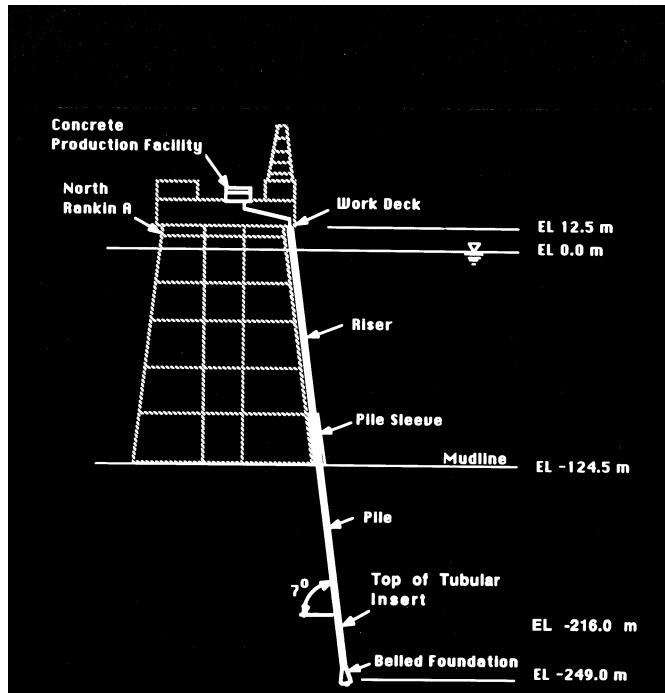 Concrete
Production Facility
North
Rankin A
Work Deck
EL 12.5 m
EL 0.0 m
Riser
Pile Sleeve
Mudline
EL -124.5 m
Pile
7°
Top of Tubular
Insert
EL -216.0 m
Belled Foundation
EL -249.0 m